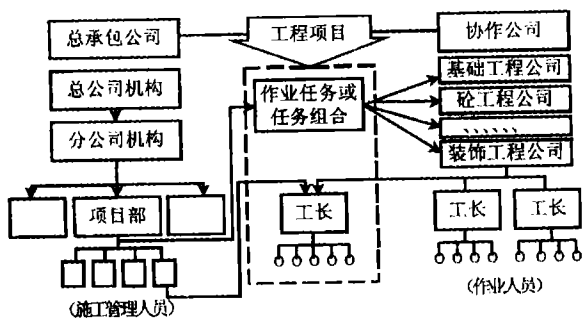 总承包公司
工程项目
协作公司
总公司机构
作业任务或
任务组合
基础工程公司
砼工程公司
、、、、、、
分公司机构
装饰工程公司
项目部
工长
工长
工长
(施工管理人员)
(作业人员)